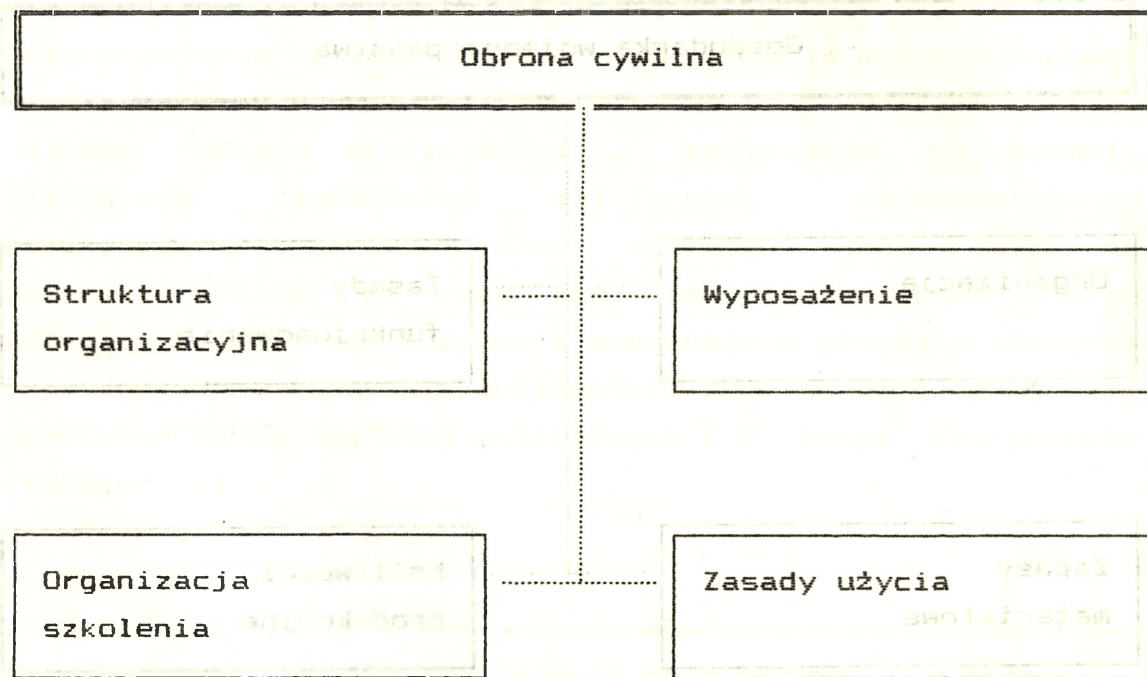 Obrona cywilna
Struktura
organizacyjna
Wyposażenie
Organizacja
szkolenia
Zasady użycia